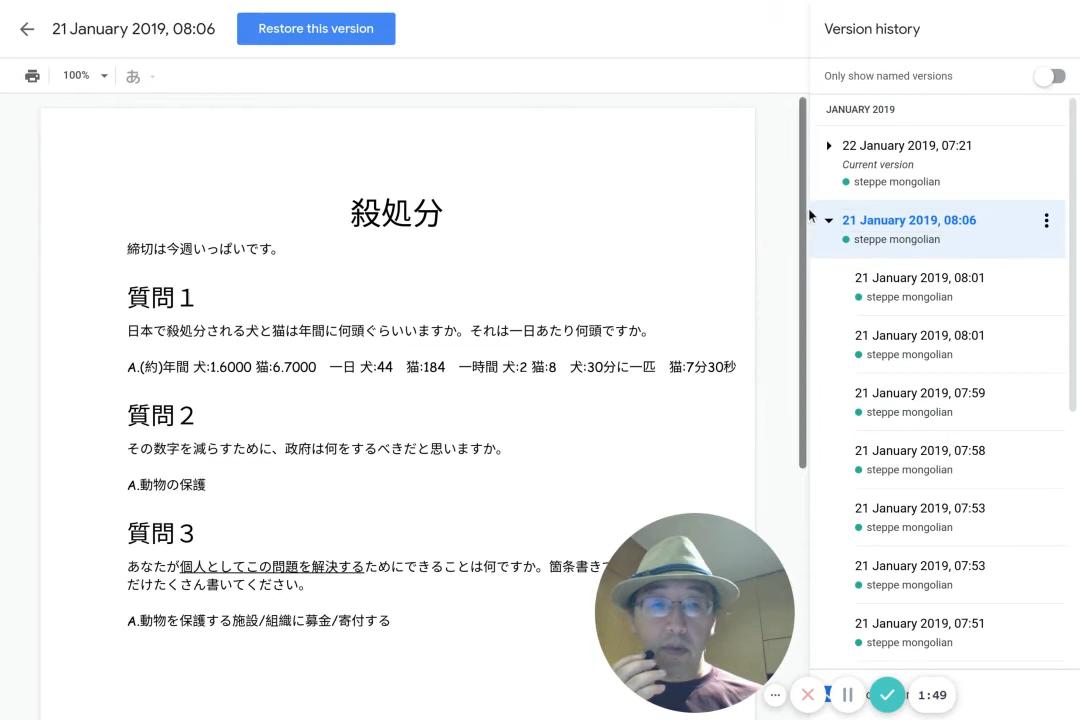 21 January 2019, 08:06
Restore this version
Version history
100%
あ
Only show named versions
JANUARY 2019
22 January 2019, 07:21
Current version
steppe mongolian
21 January 2019, 08:06
steppe mongolian
21 January 2019, 08:01
steppe mongolian
21 January 2019, 08:01
steppe mongolian
21 January 2019, 07:59
steppe mongolian
21 January 2019, 07:58
steppe mongolian
21 January 2019, 07:53
steppe mongolian
21 January 2019, 07:53
steppe mongolian
21 January 2019, 07:51
steppe mongolian
殺処分
締切は今週いっぱいです。
質問１
日本で殺処分される犬と猫は年間に何頭ぐらいいますか。それは一日あたり何頭ですか。
A.(約)年間 犬:1.6000 猫:6.7000　一日 犬:44　猫:184　一時間 犬:2 猫:8　犬:30分に一匹　猫:7分30秒
質問２
その数字を減らすために、政府は何をするべきだと思いますか。
A.動物の保護
質問３
あなたが個人としてこの問題を解決するためにできることは何ですか。箇条書きで
だけたくさん書いてください。
A.動物を保護する施設/組織に募金/寄付する
1:49